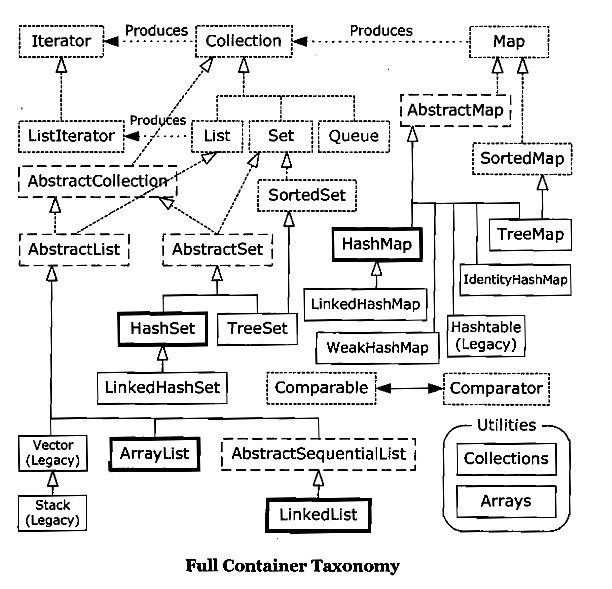 Iterator
Produces
Collection
Produces
Map
ListIterator
Produces
List
Set
Queue
AbstractMap
SortedMap
AbstractCollection
SortedSet
AbstractList
AbstractSet
HashMap
TreeMap
IdentityHashMap
LinkedHashMap
HashSet
TreeSet
WeakHashMap
Hashtable
(Legacy)
LinkedHashSet
Comparable
Comparator
Utilities
Vector
(Legacy)
ArrayList
AbstractSequentialList
Collections
Stack
(Legacy)
LinkedList
Arrays
Full Container Taxonomy